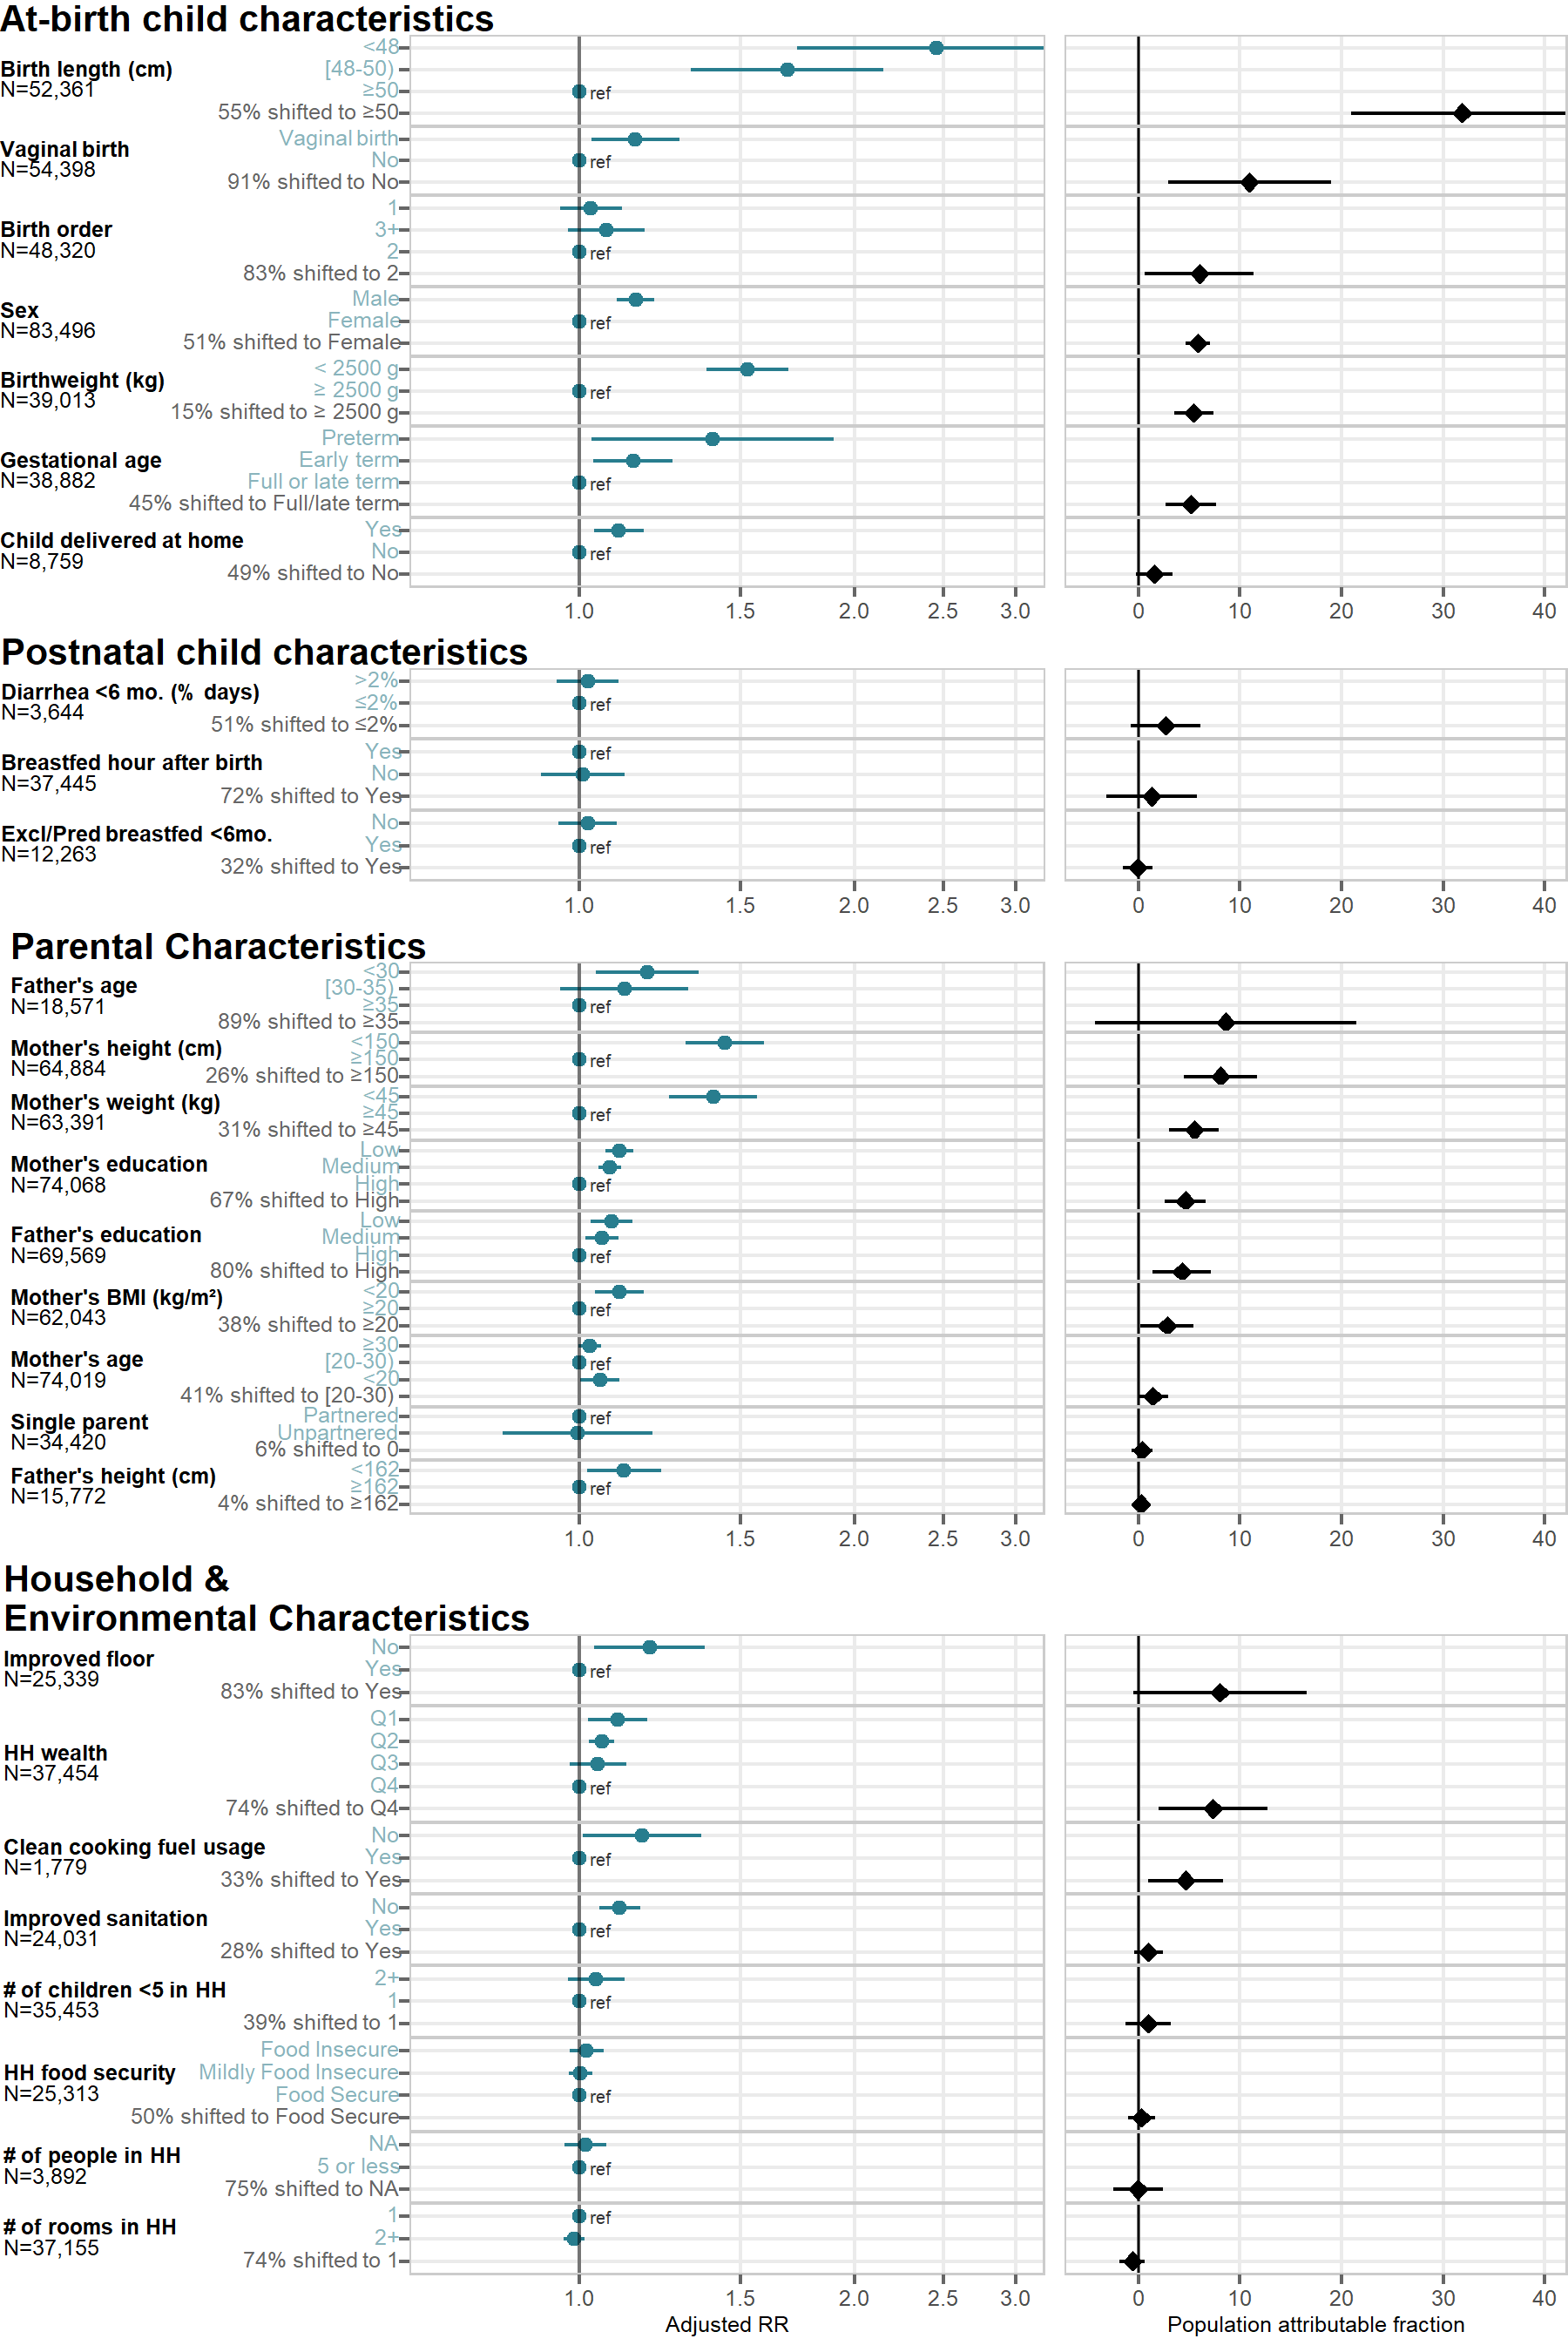 At-birth child characteristics
Birth length (cm)
N=52,361
<48
[48-50)
≥50
55% shifted to ≥50
ref
Vaginal birth
N=54,398
Vaginal birth
No
91% shifted to No
ref
Birth order
N=48,320
1
3+
2
83% shifted to 2
ref
Sex
N=83,496
Male
Female
51% shifted to Female
ref
Birthweight (kg)
N=39,013
< 2500 g
≥ 2500 g
15% shifted to ≥ 2500 g
ref
Gestational age
N=38,882
Preterm
Early term
Full or late term
45% shifted to Full/late term
ref
Child delivered at home
N=8,759
Yes
No
49% shifted to No
ref
1.0 1.5 2.0 2.5 3.0
0 10 20 30 40
Postnatal child characteristics
Diarrhea <6 mo. (% days)
N=3,644
>2%
≤2%
51% shifted to ≤2%
ref
Breastfed hour after birth
N=37,445
Yes
No
72% shifted to Yes
ref
Excl/Pred breastfed <6mo.
N=12,263
No
Yes
32% shifted to Yes
ref
1.0 1.5 2.0 2.5 3.0
0 10 20 30 40
Parental Characteristics
Father's age
N=18,571
<30
[30-35)
≥35
89% shifted to ≥35
ref
Mother's height (cm)
N=64,884
<150
≥150
26% shifted to ≥150
ref
Mother's weight (kg)
N=63,391
<45
≥45
31% shifted to ≥45
ref
Mother's education
N=74,068
Low
Medium
High
67% shifted to High
ref
Father's education
N=69,569
Low
Medium
High
80% shifted to High
ref
Mother's BMI (kg/m²)
N=62,043
<20
≥20
38% shifted to ≥20
ref
Mother's age
N=74,019
≥30
[20-30)
<20
41% shifted to [20-30)
ref
Single parent
N=34,420
Partnered
Unpartnered
6% shifted to 0
ref
Father's height (cm)
N=15,772
<162
≥162
4% shifted to ≥162
ref
1.0 1.5 2.0 2.5 3.0
0 10 20 30 40
Household &
Environmental Characteristics
Improved floor
N=25,339
No
Yes
83% shifted to Yes
ref
HH wealth
N=37,454
Q1
Q2
Q3
Q4
74% shifted to Q4
ref
Clean cooking fuel usage
N=1,779
No
Yes
33% shifted to Yes
ref
Improved sanitation
N=24,031
No
Yes
28% shifted to Yes
ref
# of children <5 in HH
N=35,453
2+
1
39% shifted to 1
ref
HH food security
N=25,313
Food Insecure
Mildly Food Insecure
Food Secure
50% shifted to Food Secure
ref
# of people in HH
N=3,892
NA
5 or less
75% shifted to NA
ref
# of rooms in HH
N=37,155
1
2+
74% shifted to 1
ref
1.0 1.5 2.0 2.5 3.0
0 10 20 30 40
Adjusted RR
Population attributable fraction